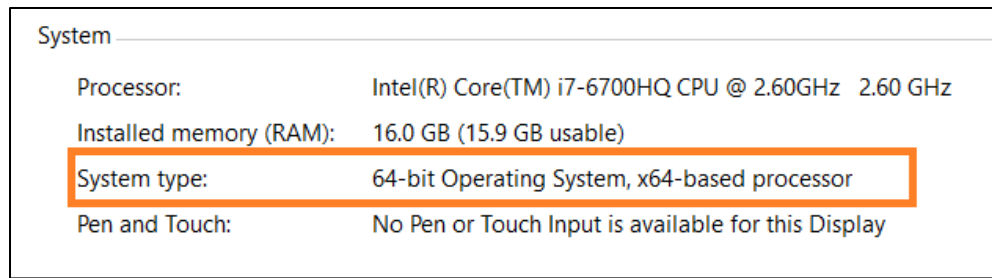 System
Processor: Intel(R) Core(TM) i7-6700HQ CPU @ 2.60GHz 2.60 GHz
Installed memory (RAM): 16.0 GB (15.9 GB usable)
System type: 64-bit Operating System, x64-based processor
Pen and Touch: No Pen or Touch Input is available for this Display